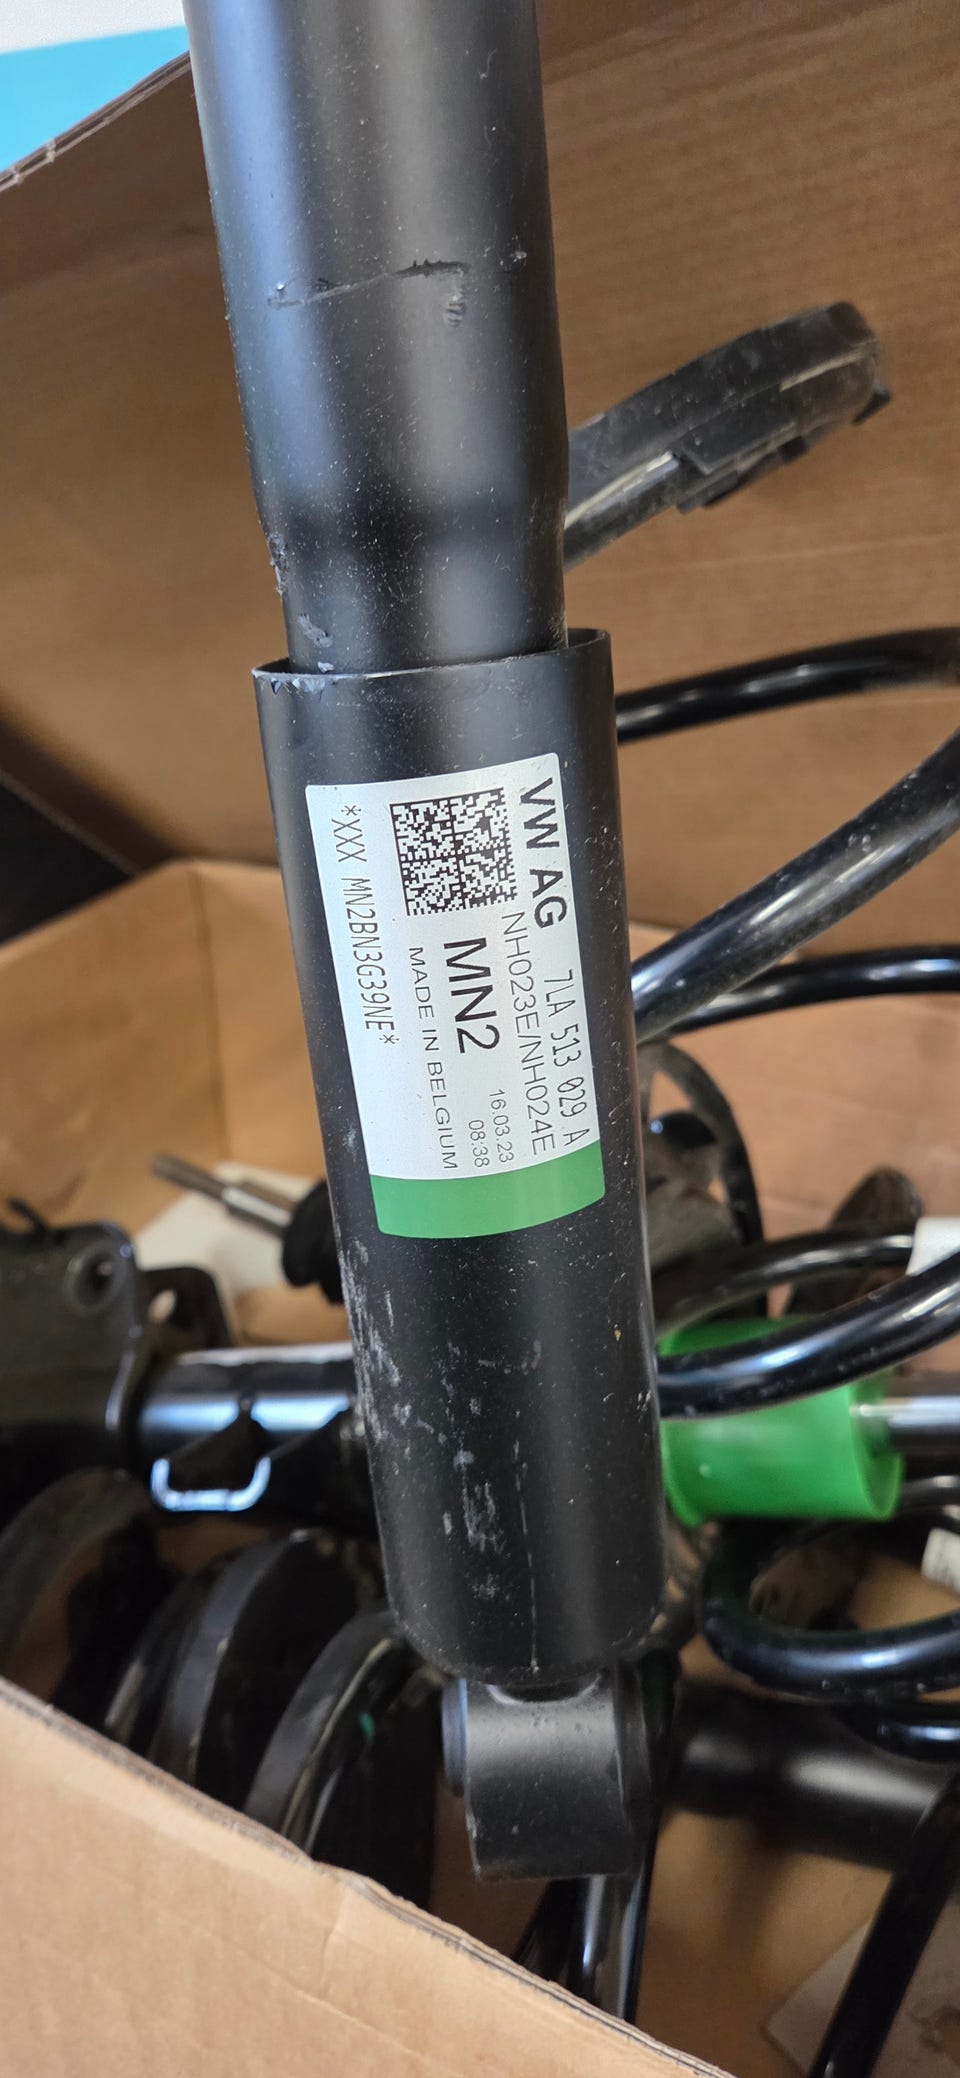 VW AG 7LA 513 029 A
NH023E/NH024E
MN2 16.03.23
08:38
MADE IN BELGIUM
*XXX MN2BN3G39NE*